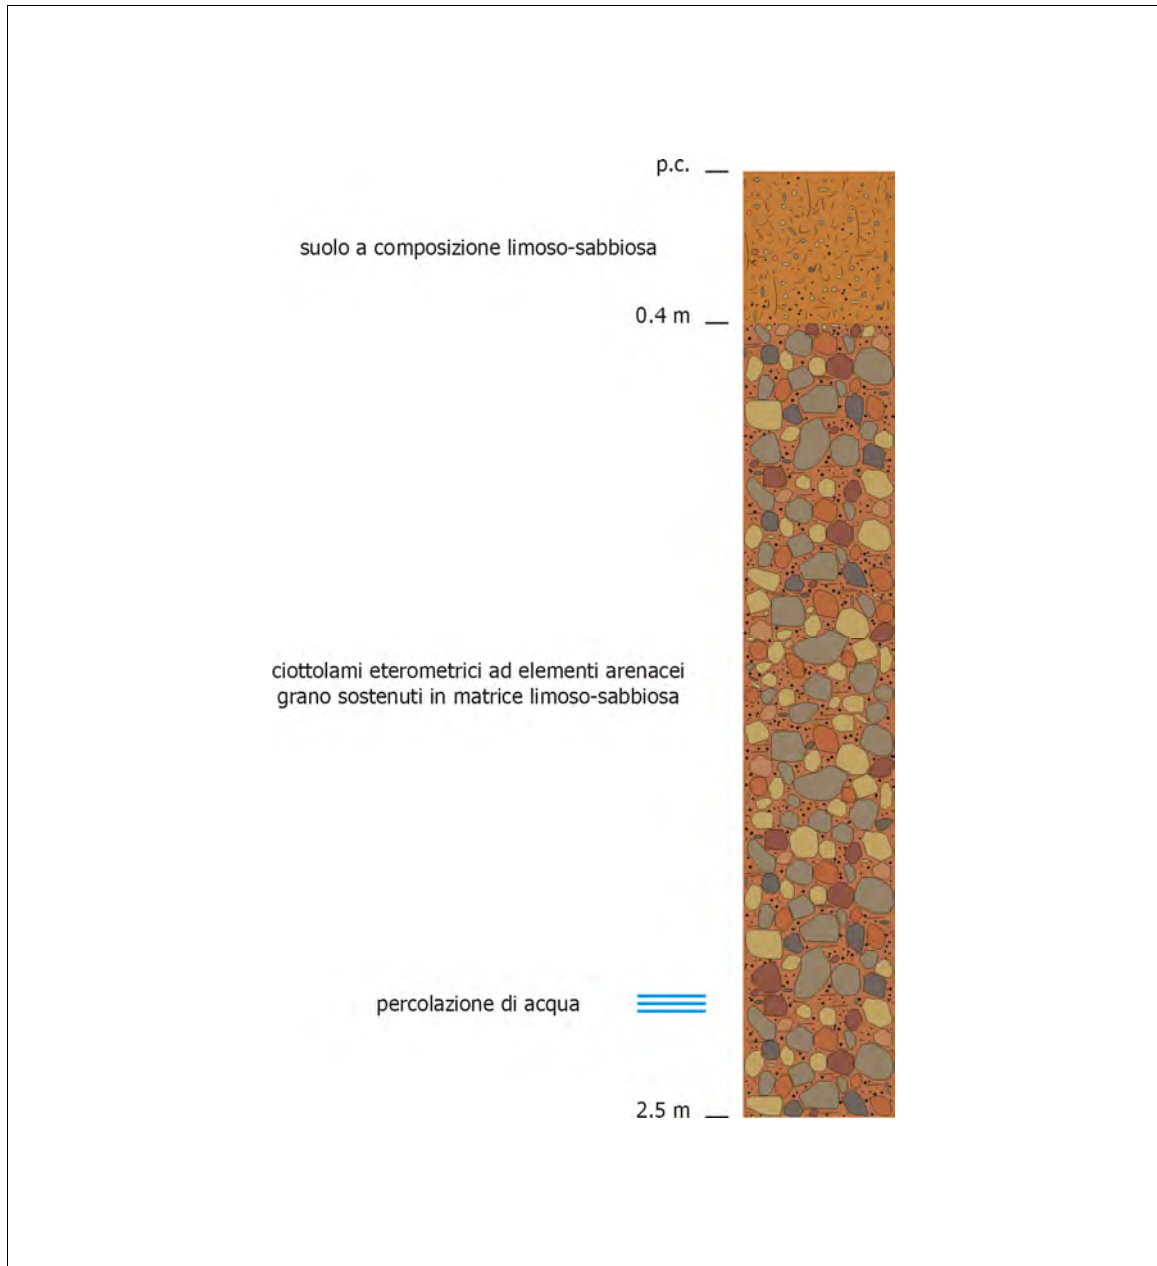 p.c.
suolo a composizione limoso-sabbiosa
0.4 m
ciottolami eterometrici ad elementi arenacei
grano sostenuti in matrice limoso-sabbiosa
percolazione di acqua
2.5 m